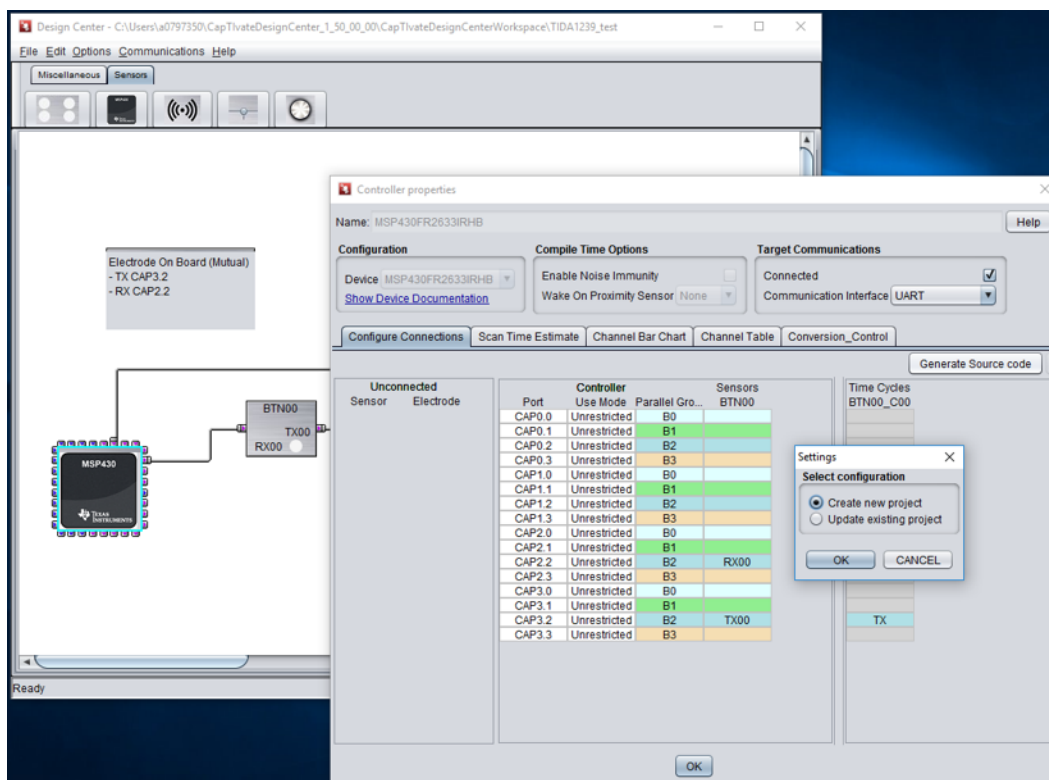 Design Center - C:\Users\a0797350\CapTIvateDesignCenter_1_50_00_00\CapTIvateDesignCenterWorkspace\TIDA1239_test
File Edit Options Communications Help
Miscellaneous Sensors
Electrode On Board (Mutual)
- TX CAP3.2
- RX CAP2.2
BTN00
TX00
RX00
MSP430
TEXAS
INSTRUMENTS
Ready
Controller properties
Name: MSP430FR2633IRHB Help
Configuration
Device MSP430FR2633IRHB
Show Device Documentation
Compile Time Options
Enable Noise Immunity
Wake On Proximity Sensor None
Target Communications
Connected
Communication Interface UART
Configure Connections Scan Time Estimate Channel Bar Chart Channel Table Conversion_Control
Generate Source code
Unconnected
Sensor Electrode
Controller Sensors
Port Use Mode Parallel Gro... BTN00
CAP0.0 Unrestricted B0
CAP0.1 Unrestricted B1
CAP0.2 Unrestricted B2
CAP0.3 Unrestricted B3
CAP1.0 Unrestricted B0
CAP1.1 Unrestricted B1
CAP1.2 Unrestricted B2
CAP1.3 Unrestricted B3
CAP2.0 Unrestricted B0
CAP2.1 Unrestricted B1
CAP2.2 Unrestricted B2 RX00
CAP2.3 Unrestricted B3
CAP3.0 Unrestricted B0
CAP3.1 Unrestricted B1
CAP3.2 Unrestricted B2 TX00
CAP3.3 Unrestricted B3
Time Cycles
BTN00_C00
TX
Settings
Select configuration
Create new project
Update existing project
OK CANCEL
OK